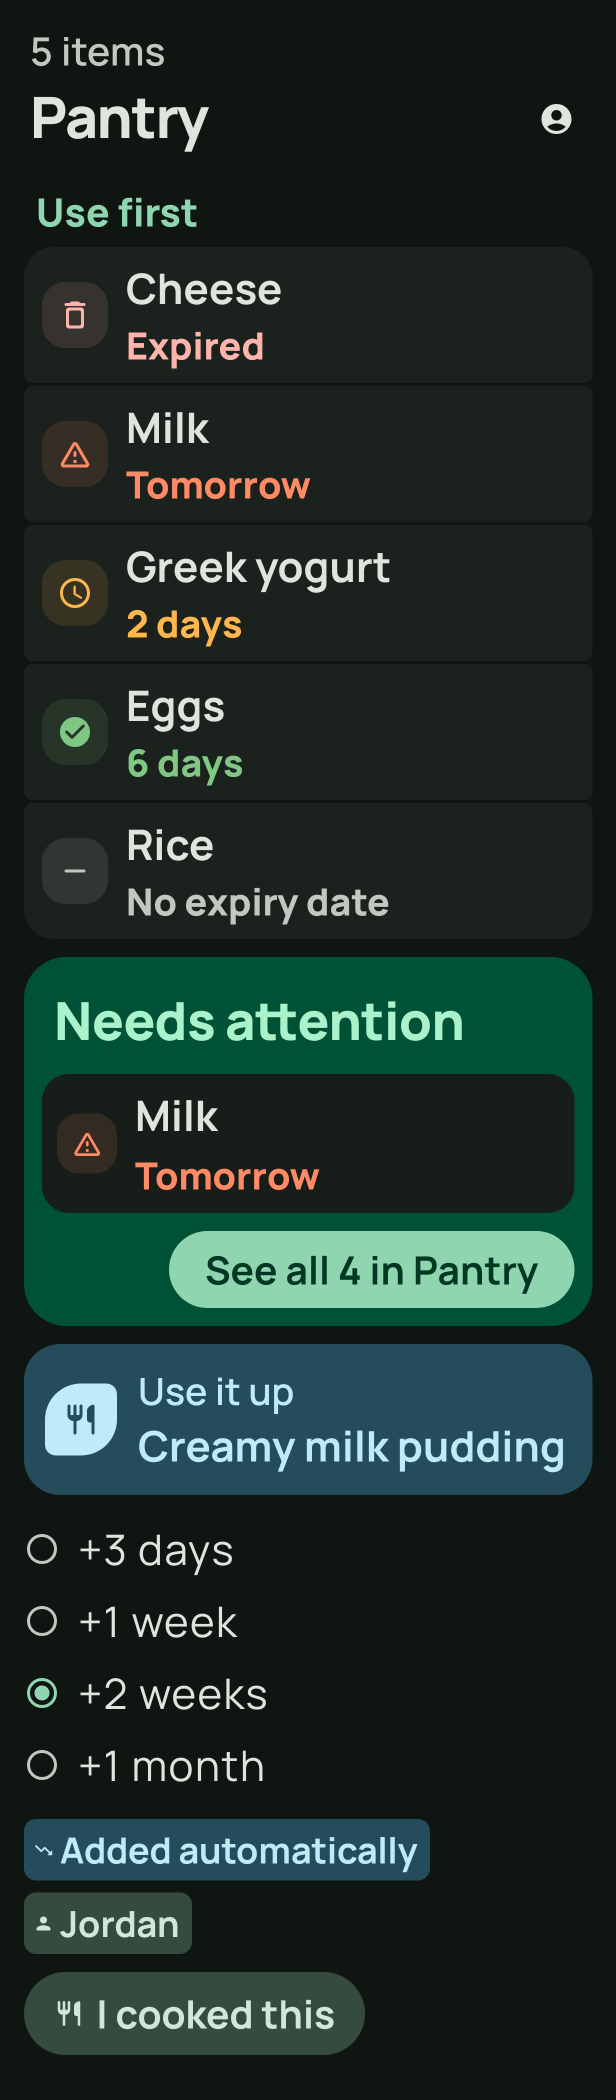 5 items
Pantry
Use first
Cheese
Expired
Milk
Tomorrow
Greek yogurt
2 days
Eggs
6 days
Rice
No expiry date
Needs attention
Milk
Tomorrow
See all 4 in Pantry
Use it up
Creamy milk pudding
+3 days
+1 week
+2 weeks
+1 month
Added automatically
Jordan
I cooked this